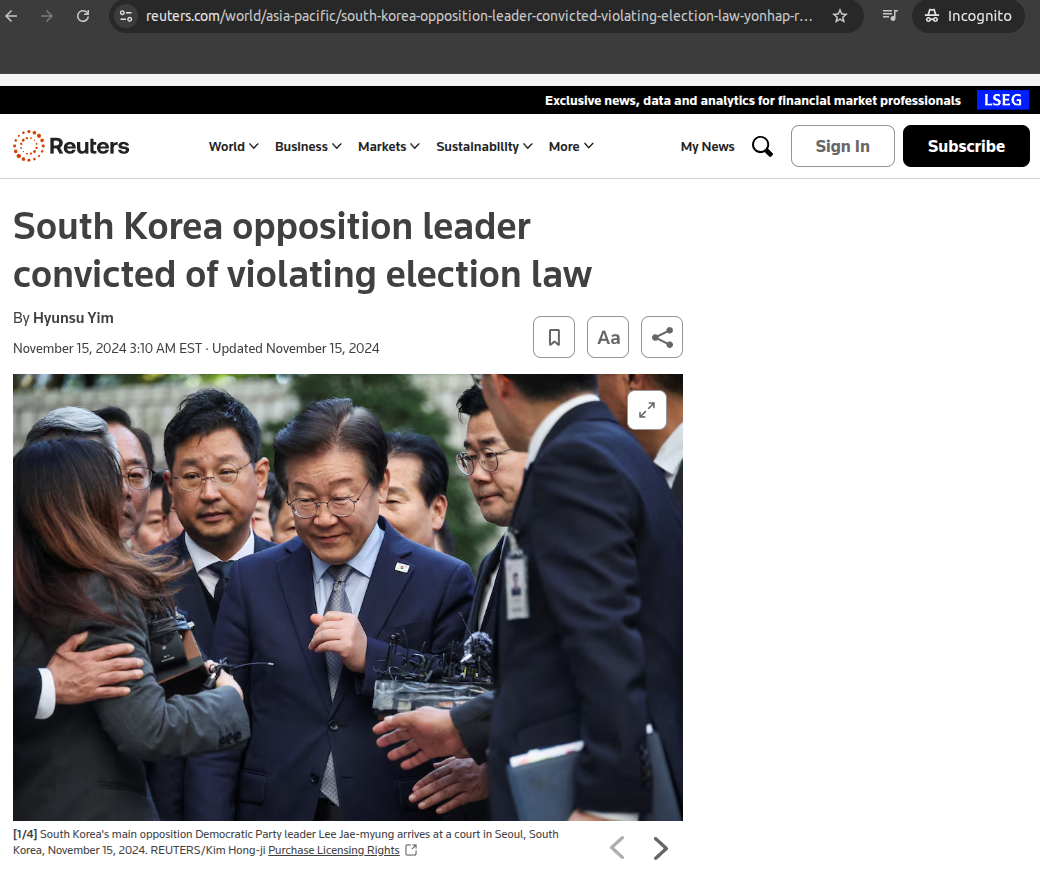 reuters.com/world/asia-pacific/south-korea-opposition-leader-convicted-violating-election-law-yonhap-r...
Incognito
Exclusive news, data and analytics for financial market professionals
LSEG
Reuters
World
Business
Markets
Sustainability
More
My News
Sign In
Subscribe
South Korea opposition leader
convicted of violating election law
By Hyunsu Yim
November 15, 2024 3:10 AM EST · Updated November 15, 2024
Aa
[1/4] South Korea's main opposition Democratic Party leader Lee Jae-myung arrives at a court in Seoul, South
Korea, November 15, 2024. REUTERS/Kim Hong-ji Purchase Licensing Rights